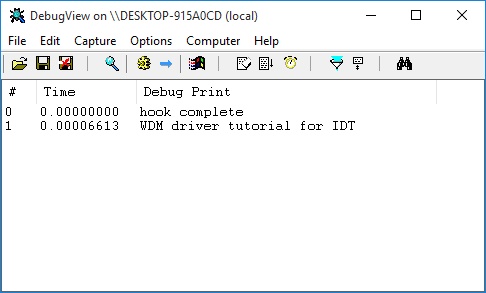 DebugView on \\DESKTOP-915A0CD (local)
File Edit Capture Options Computer Help
# Time Debug Print
0 0.00000000 hook complete
1 0.00006613 WDM driver tutorial for IDT